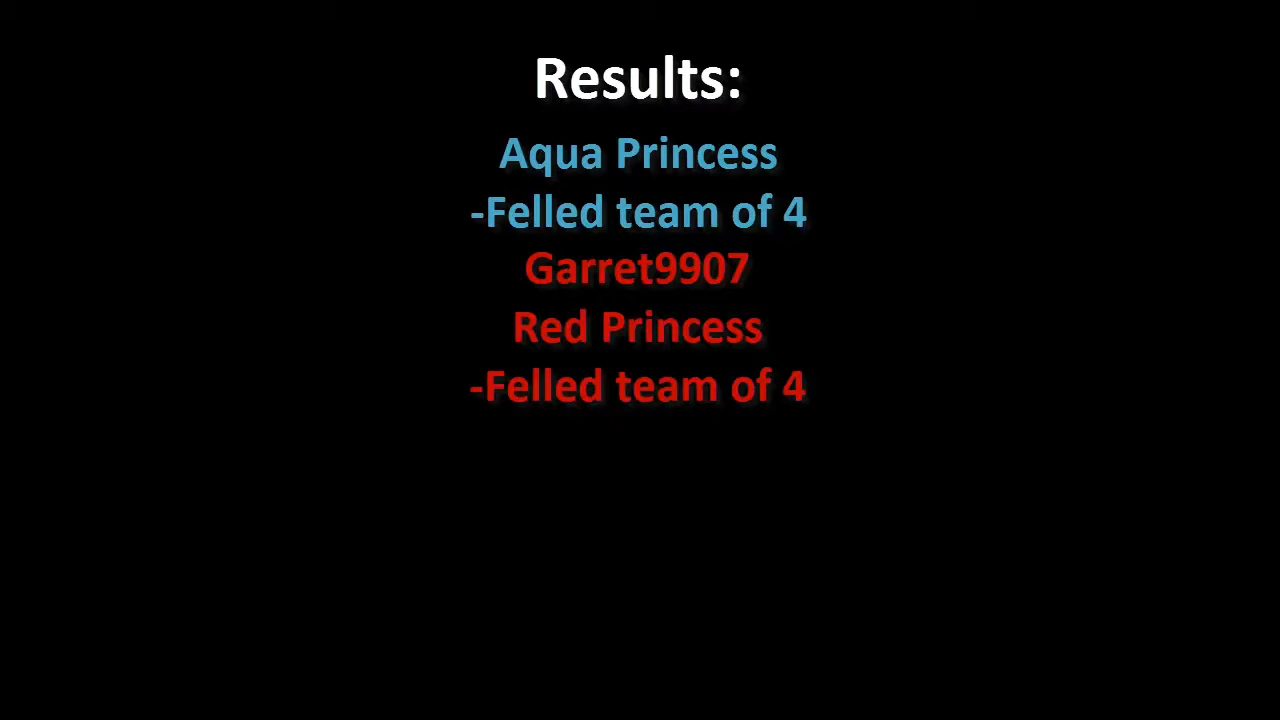 Results:
Aqua Princess
-Felled team of 4
Garret9907
Red Princess
-Felled team of 4